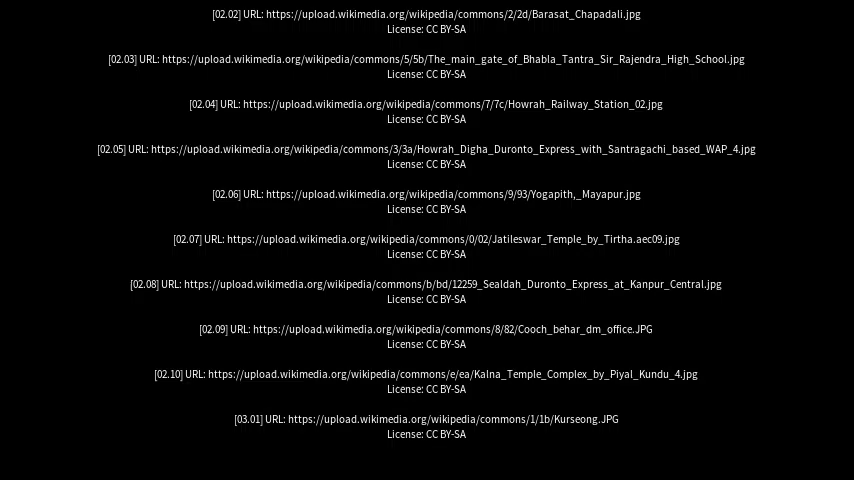 [02.02] URL: https://upload.wikimedia.org/wikipedia/commons/2/2d/Barasat_Chapadali.jpg
License: CC BY-SA
[02.03] URL: https://upload.wikimedia.org/wikipedia/commons/5/5b/The_main_gate_of_Bhabla_Tantra_Sir_Rajendra_High_School.jpg
License: CC BY-SA
[02.04] URL: https://upload.wikimedia.org/wikipedia/commons/7/7c/Howrah_Railway_Station_02.jpg
License: CC BY-SA
[02.05] URL: https://upload.wikimedia.org/wikipedia/commons/3/3a/Howrah_Digha_Duronto_Express_with_Santragachi_based_WAP_4.jpg
License: CC BY-SA
[02.06] URL: https://upload.wikimedia.org/wikipedia/commons/9/93/Yogapith,_Mayapur.jpg
License: CC BY-SA
[02.07] URL: https://upload.wikimedia.org/wikipedia/commons/0/02/Jatileswar_Temple_by_Tirtha.aec09.jpg
License: CC BY-SA
[02.08] URL: https://upload.wikimedia.org/wikipedia/commons/b/bd/12259_Sealdah_Duronto_Express_at_Kanpur_Central.jpg
License: CC BY-SA
[02.09] URL: https://upload.wikimedia.org/wikipedia/commons/8/82/Cooch_behar_dm_office.JPG
License: CC BY-SA
[02.10] URL: https://upload.wikimedia.org/wikipedia/commons/e/ea/Kalna_Temple_Complex_by_Piyal_Kundu_4.jpg
License: CC BY-SA
[03.01] URL: https://upload.wikimedia.org/wikipedia/commons/1/1b/Kurseong.JPG
License: CC BY-SA